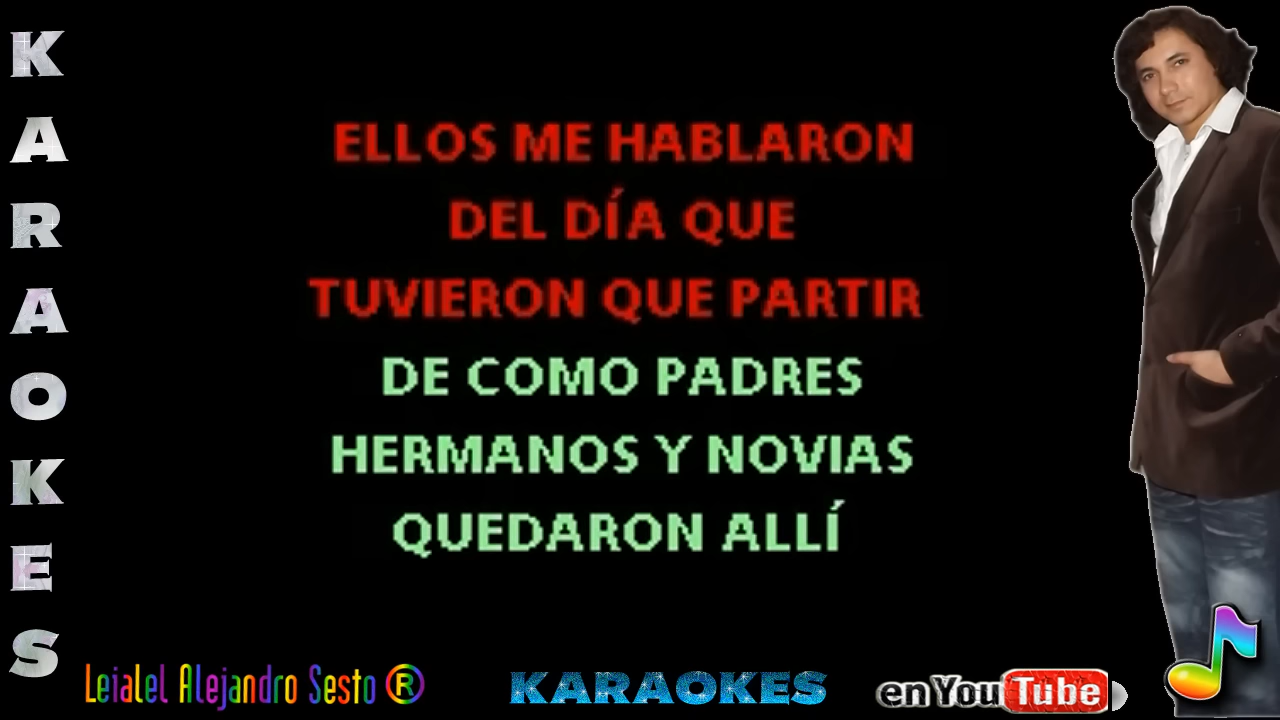 KARAOKES
ELLOS ME HABLARON
DEL DÍA QUE
TUVIERON QUE PARTIR
DE COMO PADRES
HERMANOS Y NOVIAS
QUEDARON ALLÍ
Leialel Alejandro Sesto ®
KARAOKES
en YouTube